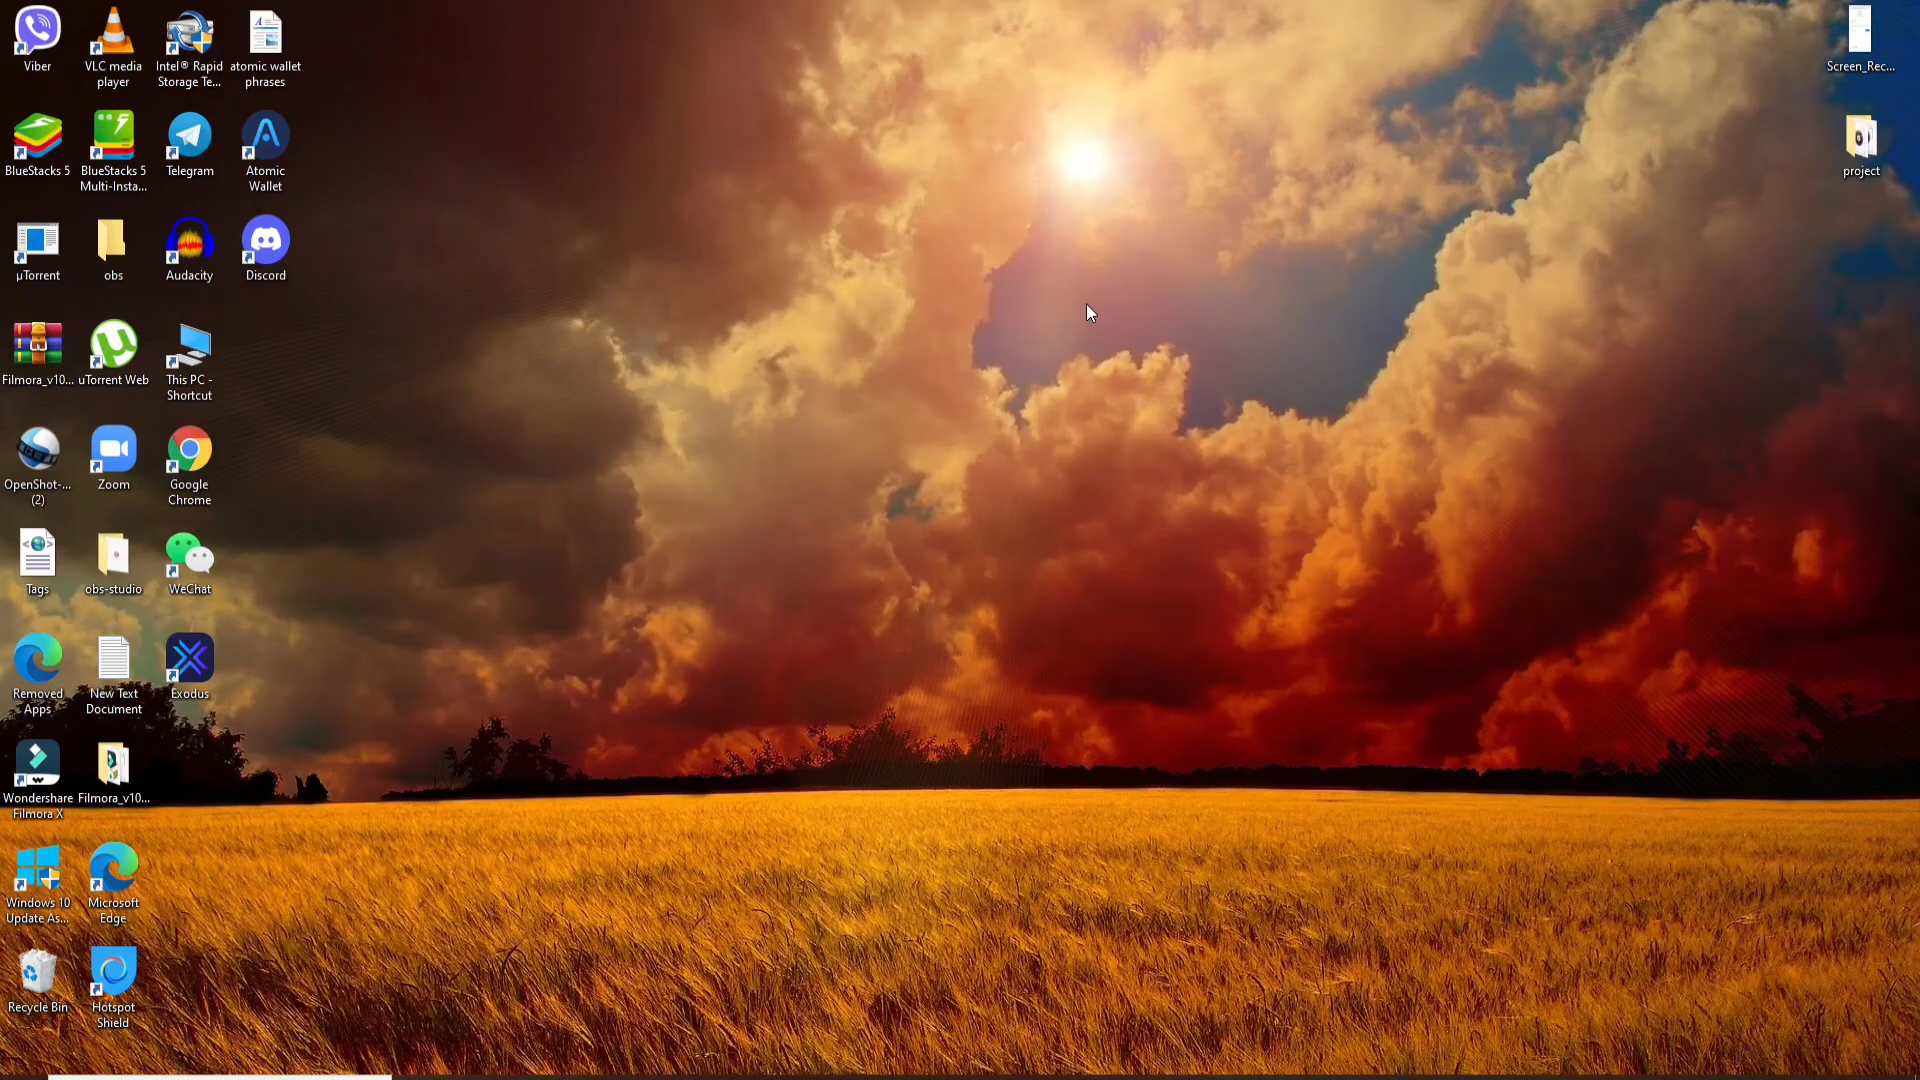 Viber
VLC media
player
Intel® Rapid
Storage Te...
atomic wallet
phrases
Screen_Rec...
BlueStacks 5
BlueStacks 5
Multi-Insta...
Telegram
Atomic
Wallet
project
µTorrent
obs
Audacity
Discord
Filmora_v10...
uTorrent Web
This PC -
Shortcut
OpenShot-...
(2)
Zoom
Google
Chrome
Tags
obs-studio
WeChat
Removed
Apps
New Text
Document
Exodus
Wondershare
Filmora X
Filmora_v10...
Windows 10
Update As...
Microsoft
Edge
Recycle Bin
Hotspot
Shield